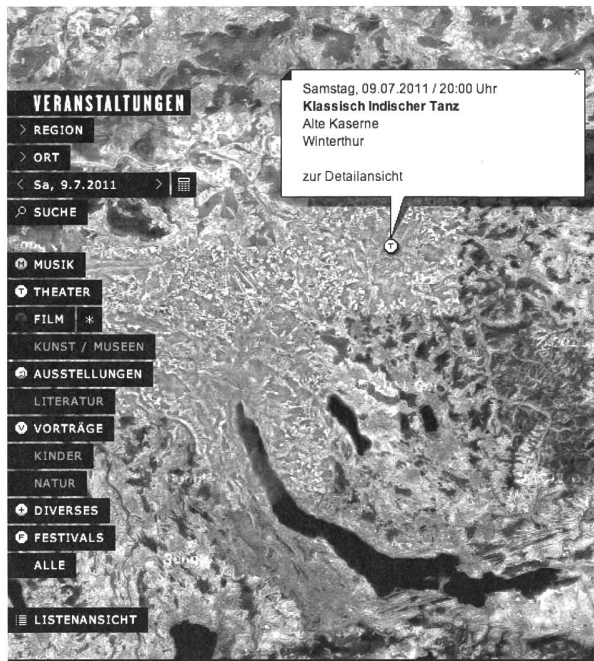 Samstag, 09.07.2011 / 20:00 Uhr
Klassisch Indischer Tanz
Alte Kaserne
Winterthur
zur Detailansicht
VERANSTALTUNGEN
> REGION
> ORT
< Sa, 9.7.2011 >
SUCHE
M MUSIK
T THEATER
FILM *
KUNST / MUSEEN
AUSSTELLUNGEN
LITERATUR
V VORTRÄGE
KINDER
NATUR
+ DIVERSES
F FESTIVALS
ALLE
LISTENANSICHT
T